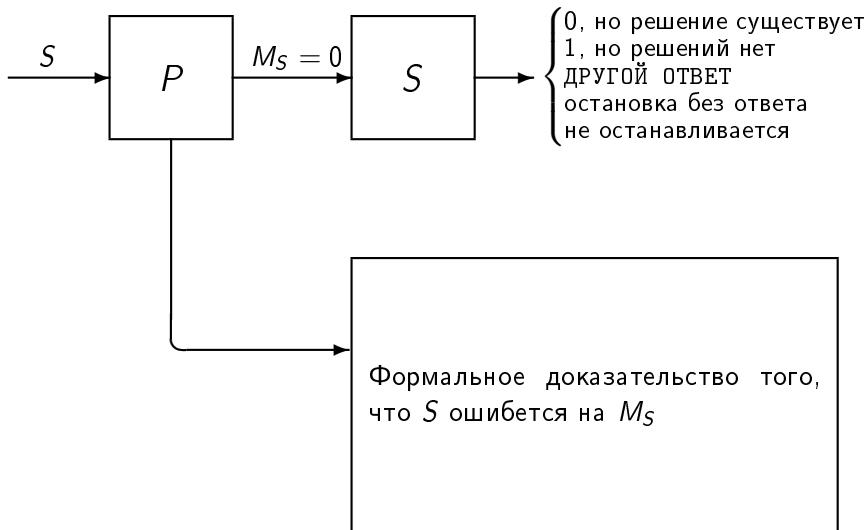 S
P
M_S = 0
S
0, но решение существует
1, но решений нет
ДРУГОЙ ОТВЕТ
остановка без ответа
не останавливается
Формальное доказательство того,
что S ошибется на M_S